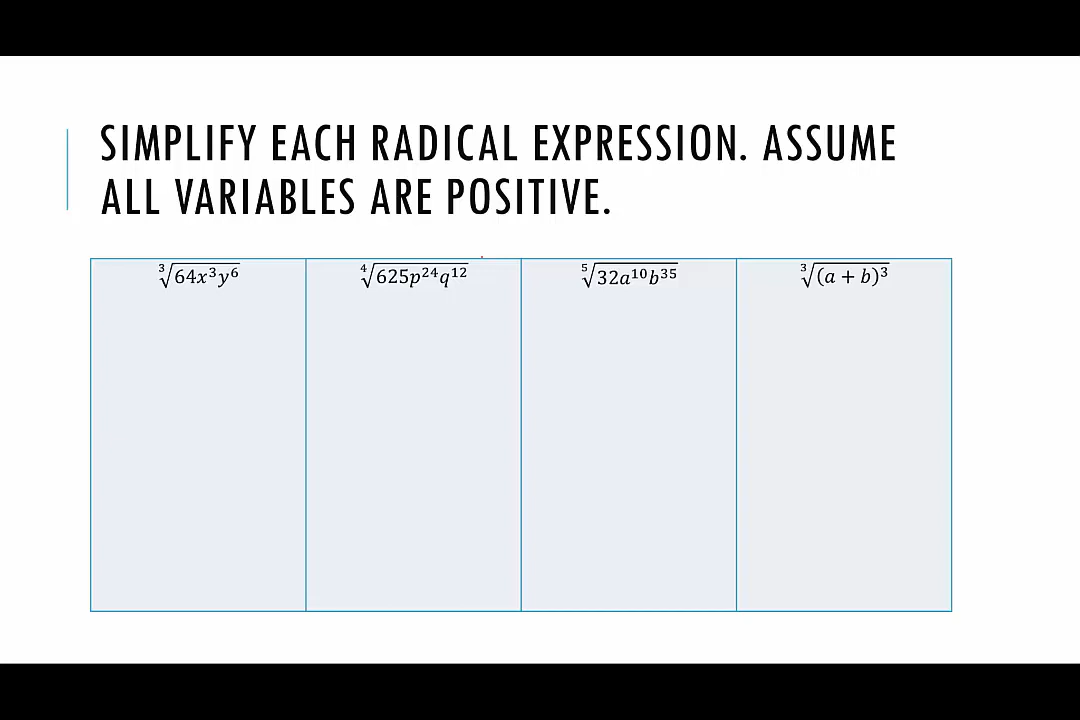 SIMPLIFY EACH RADICAL EXPRESSION. ASSUME
ALL VARIABLES ARE POSITIVE.
∛(64x³y⁶)
∜(625p²⁴q¹²)
⁵√(32a¹⁰b³⁵)
∛((a + b)³)